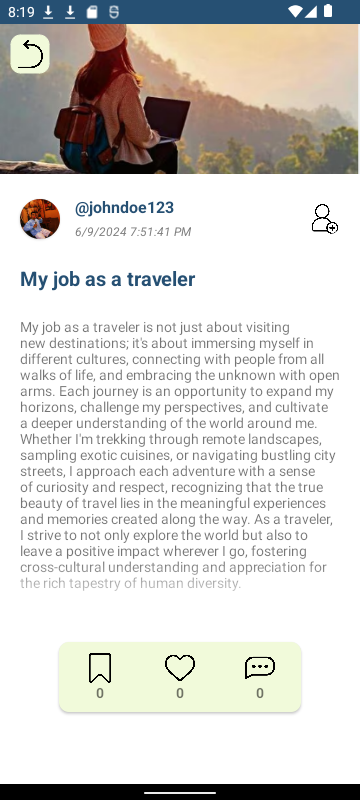 8:19
@johndoe123
6/9/2024 7:51:41 PM
My job as a traveler
My job as a traveler is not just about visiting
new destinations; it's about immersing myself in
different cultures, connecting with people from all
walks of life, and embracing the unknown with open
arms. Each journey is an opportunity to expand my
horizons, challenge my perspectives, and cultivate
a deeper understanding of the world around me.
Whether I'm trekking through remote landscapes,
sampling exotic cuisines, or navigating bustling city
streets, I approach each adventure with a sense
of curiosity and respect, recognizing that the true
beauty of travel lies in the meaningful experiences
and memories created along the way. As a traveler,
I strive to not only explore the world but also to
leave a positive impact wherever I go, fostering
cross-cultural understanding and appreciation for
the rich tapestry of human diversity.
0 0 0